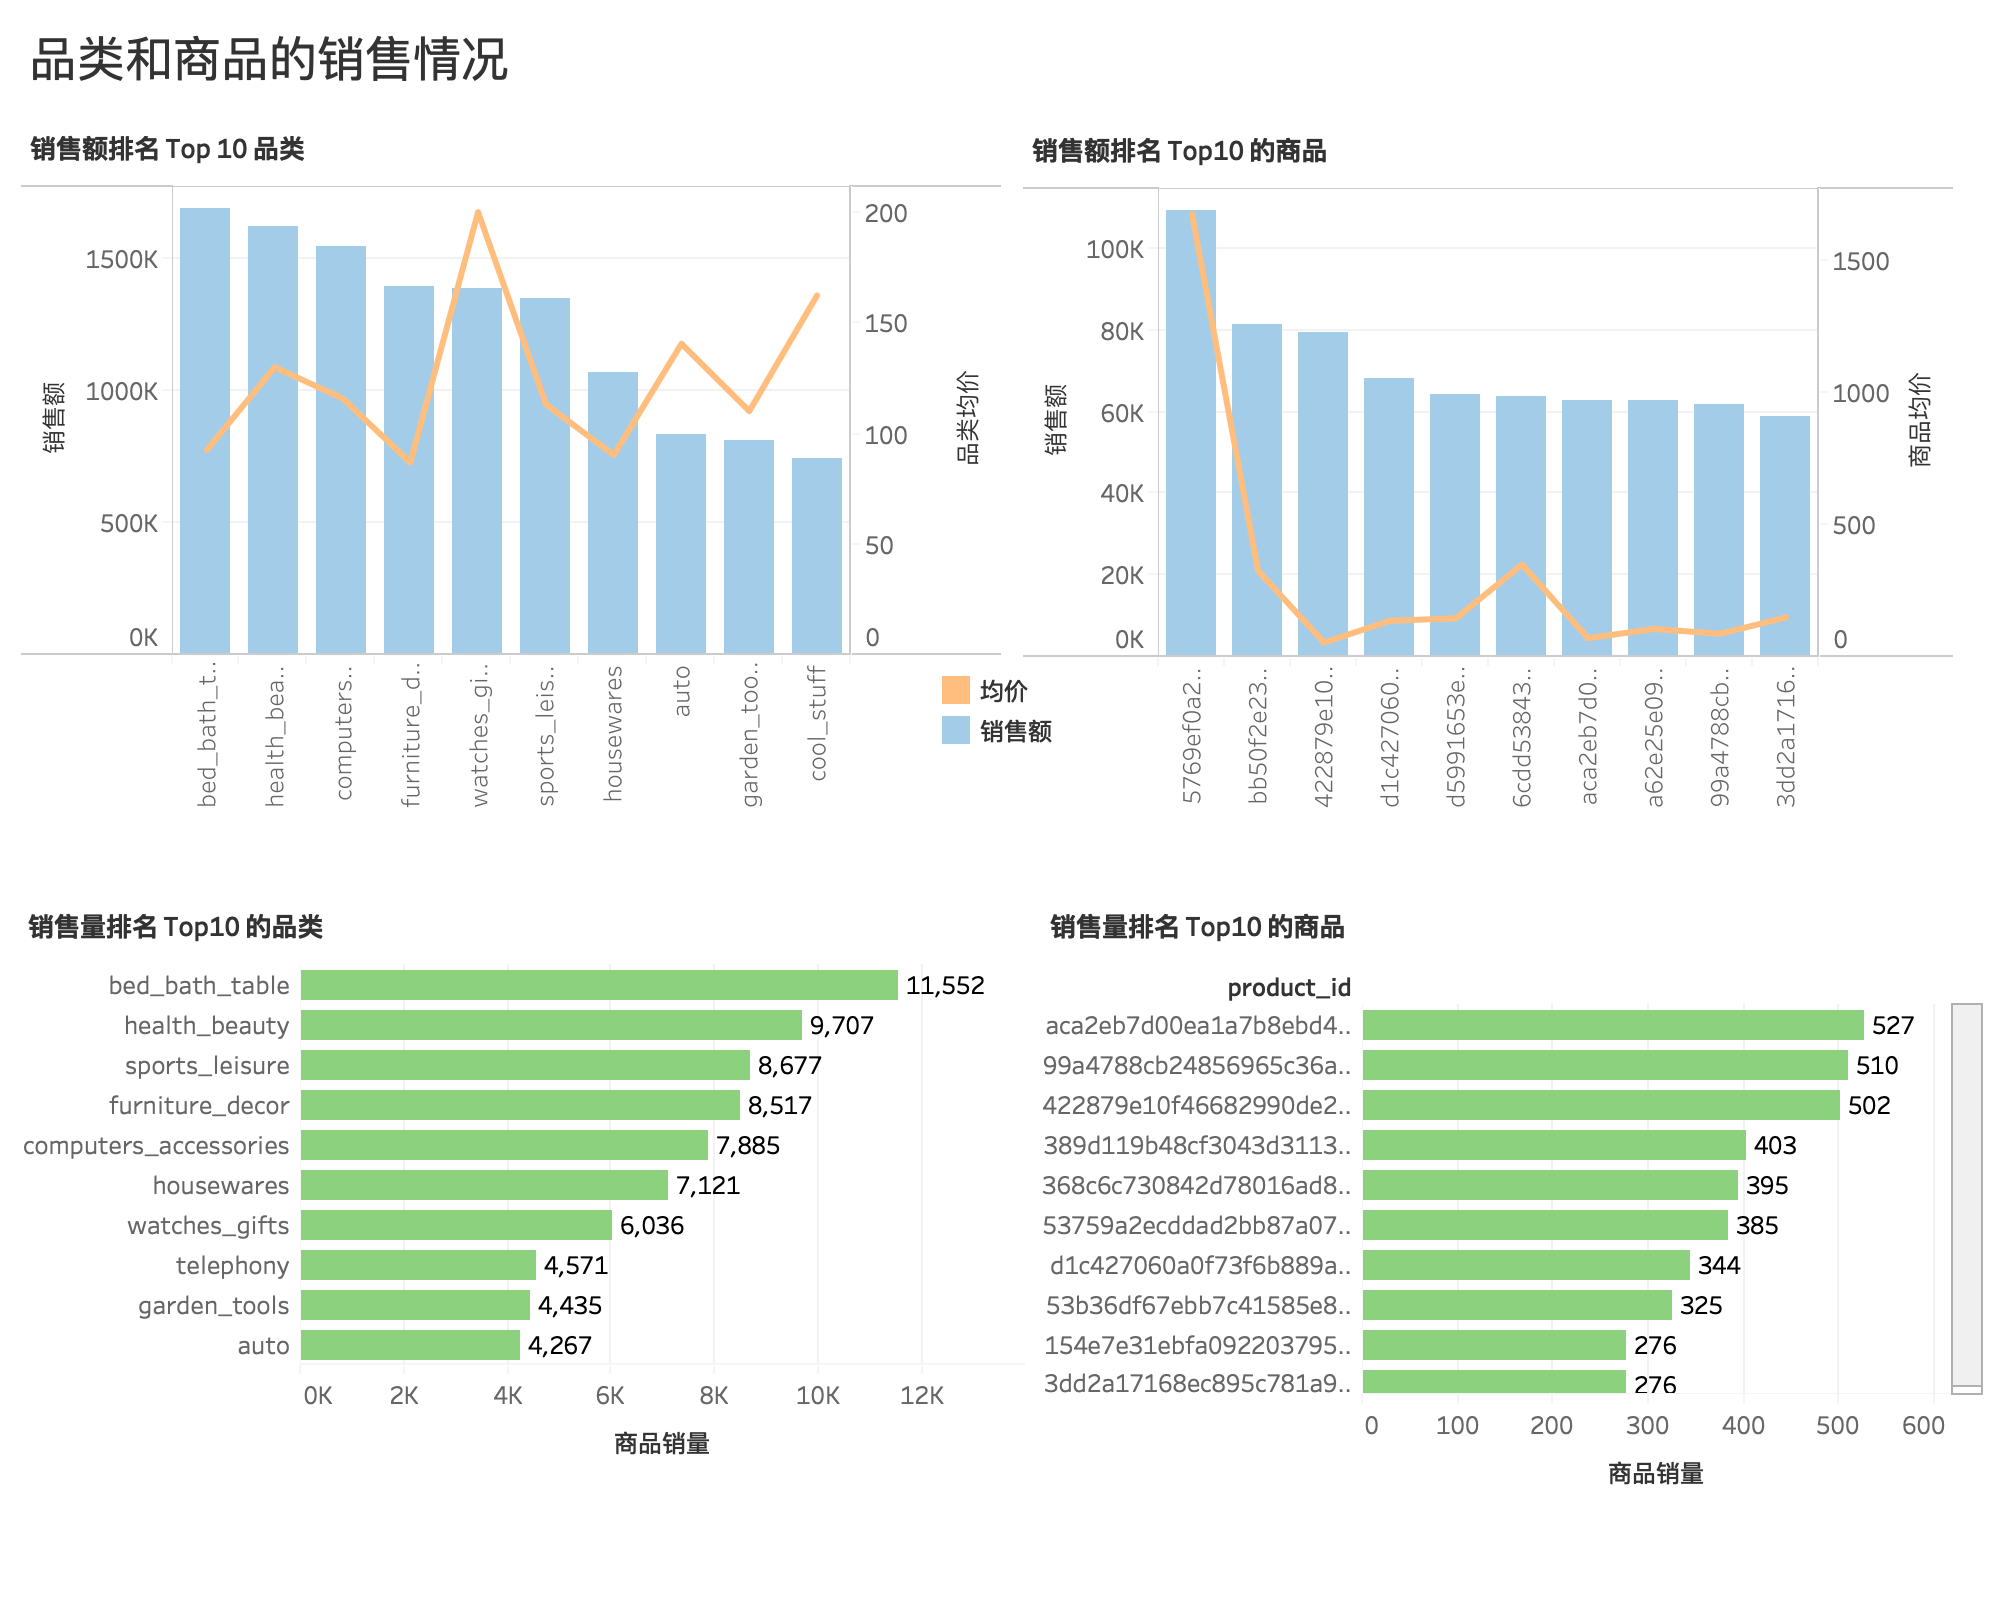 品类和商品的销售情况
销售额排名 Top 10 品类
1500K
1000K
500K
0K
销售额
200
150
100
50
0
品类均价
bed_bath_t..
health_bea..
computers..
furniture_d..
watches_gi..
sports_leis..
housewares
auto
garden_too..
cool_stuff
均价
销售额
销售额排名 Top10 的商品
100K
80K
60K
40K
20K
0K
销售额
1500
1000
500
0
商品均价
5769ef0a2..
bb50f2e23..
422879e10..
d1c427060..
d5991653e..
6cdd53843..
aca2eb7d0..
a62e25e09..
99a4788cb..
3dd2a1716..
销售量排名 Top10 的品类
bed_bath_table 11,552
health_beauty 9,707
sports_leisure 8,677
furniture_decor 8,517
computers_accessories 7,885
housewares 7,121
watches_gifts 6,036
telephony 4,571
garden_tools 4,435
auto 4,267
0K 2K 4K 6K 8K 10K 12K
商品销量
销售量排名 Top10 的商品
product_id
aca2eb7d00ea1a7b8ebd4.. 527
99a4788cb24856965c36a.. 510
422879e10f46682990de2.. 502
389d119b48cf3043d3113.. 403
368c6c730842d78016ad8.. 395
53759a2ecddad2bb87a07.. 385
d1c427060a0f73f6b889a.. 344
53b36df67ebb7c41585e8.. 325
154e7e31ebfa092203795.. 276
3dd2a17168ec895c781a9.. 276
0 100 200 300 400 500 600
商品销量